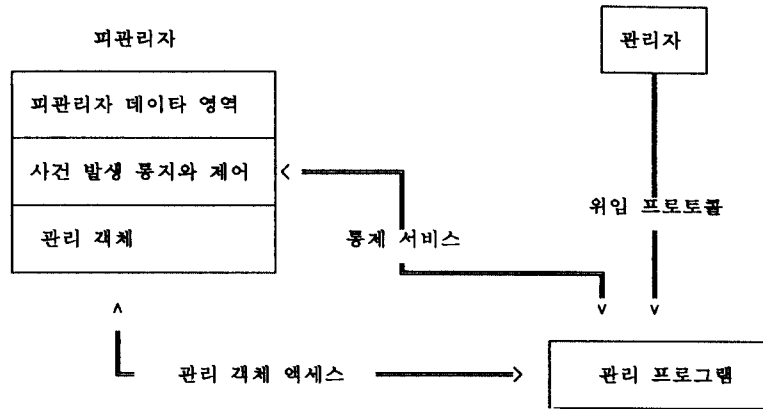 피관리자
관리자
피관리자 데이타 영역
사건 발생 통지와 제어
관리 객체
위임 프로토콜
통제 서비스
관리 객체 액세스
관리 프로그램